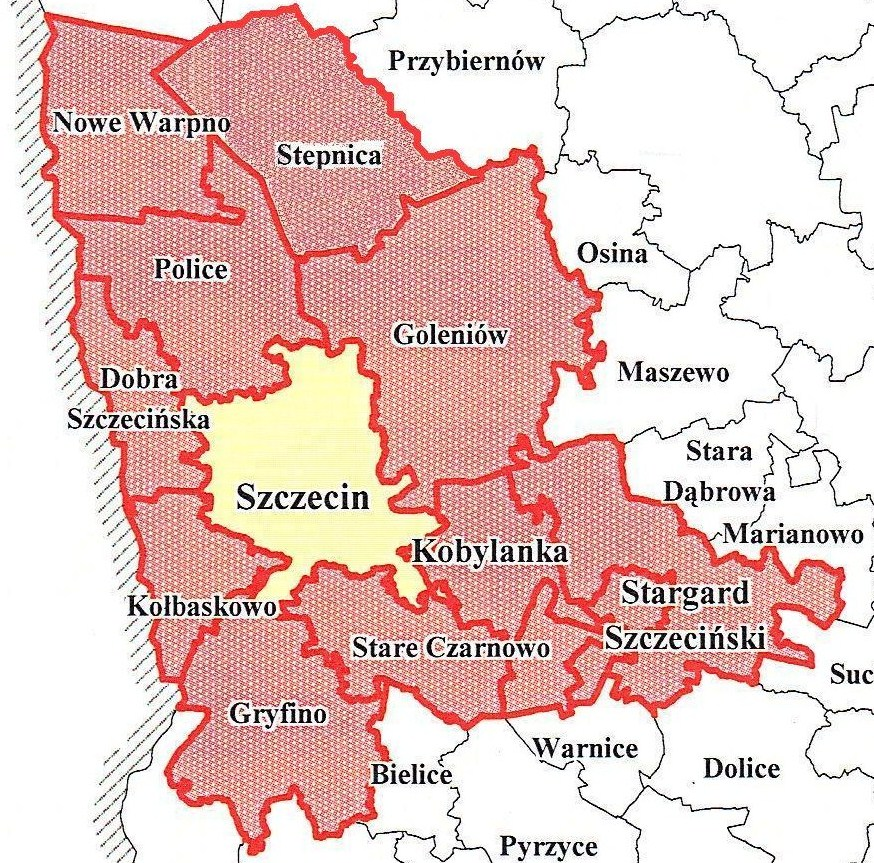 Przybiernów
Nowe Warpno
Stepnica
Osina
Police
Goleniów
Maszewo
Dobra
Szczecińska
Stara
Dąbrowa
Szczecin
Marianowo
Kobylanka
Stargard
Szczeciński
Kołbaskowo
Stare Czarnowo
Suc
Gryfino
Warnice
Bielice
Dolice
Pyrzyce